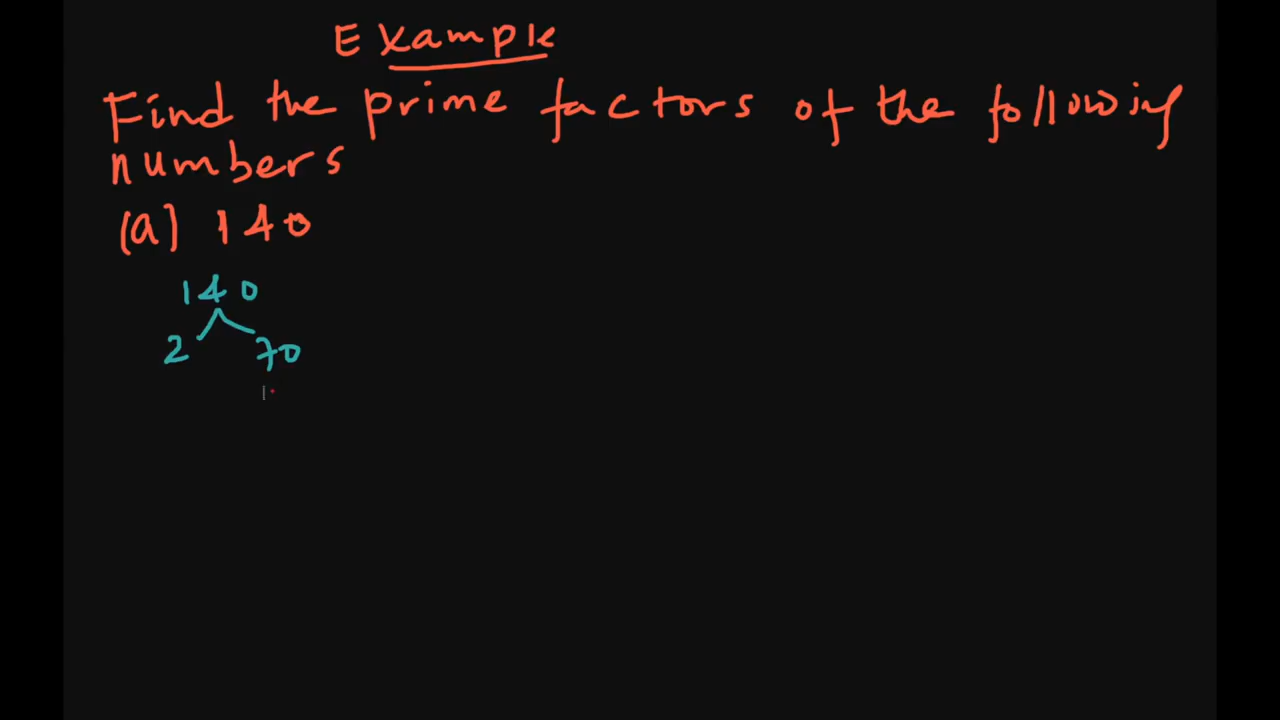 Example
Find the prime factors of the following
numbers
(a) 140
140
2 70